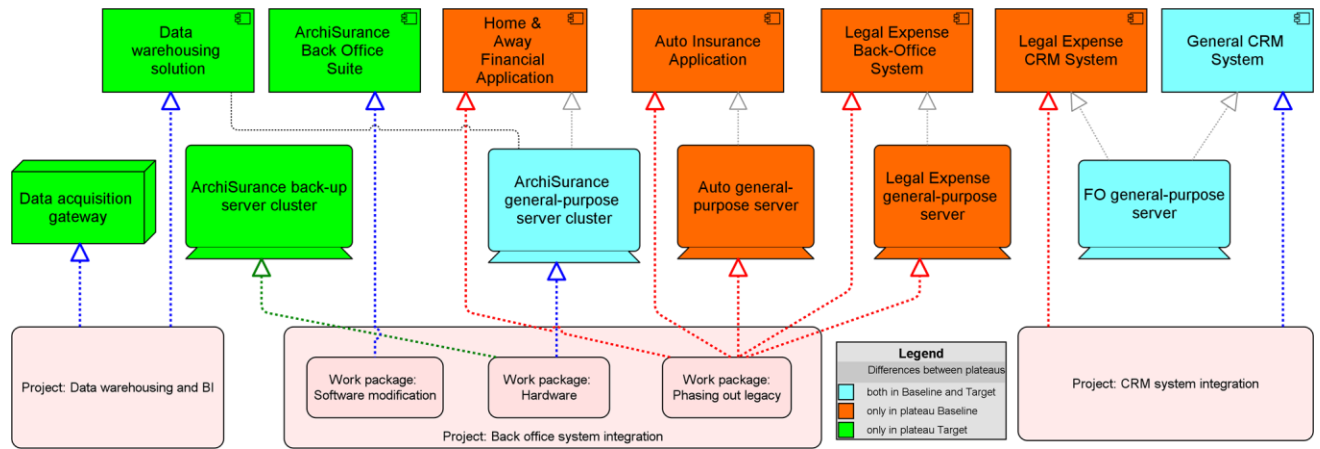 Data
warehousing
solution
ArchiSurance
Back Office
Suite
Home &
Away
Financial
Application
Auto Insurance
Application
Legal Expense
Back-Office
System
Legal Expense
CRM System
General CRM
System
Data acquisition
gateway
ArchiSurance back-up
server cluster
ArchiSurance
general-purpose
server cluster
Auto general-
purpose server
Legal Expense
general-purpose
server
FO general-purpose
server
Project: Data warehousing and BI
Work package:
Software modification
Work package:
Hardware
Work package:
Phasing out legacy
Project: Back office system integration
Legend
Differences between plateaus
both in Baseline and Target
only in plateau Baseline
only in plateau Target
Project: CRM system integration